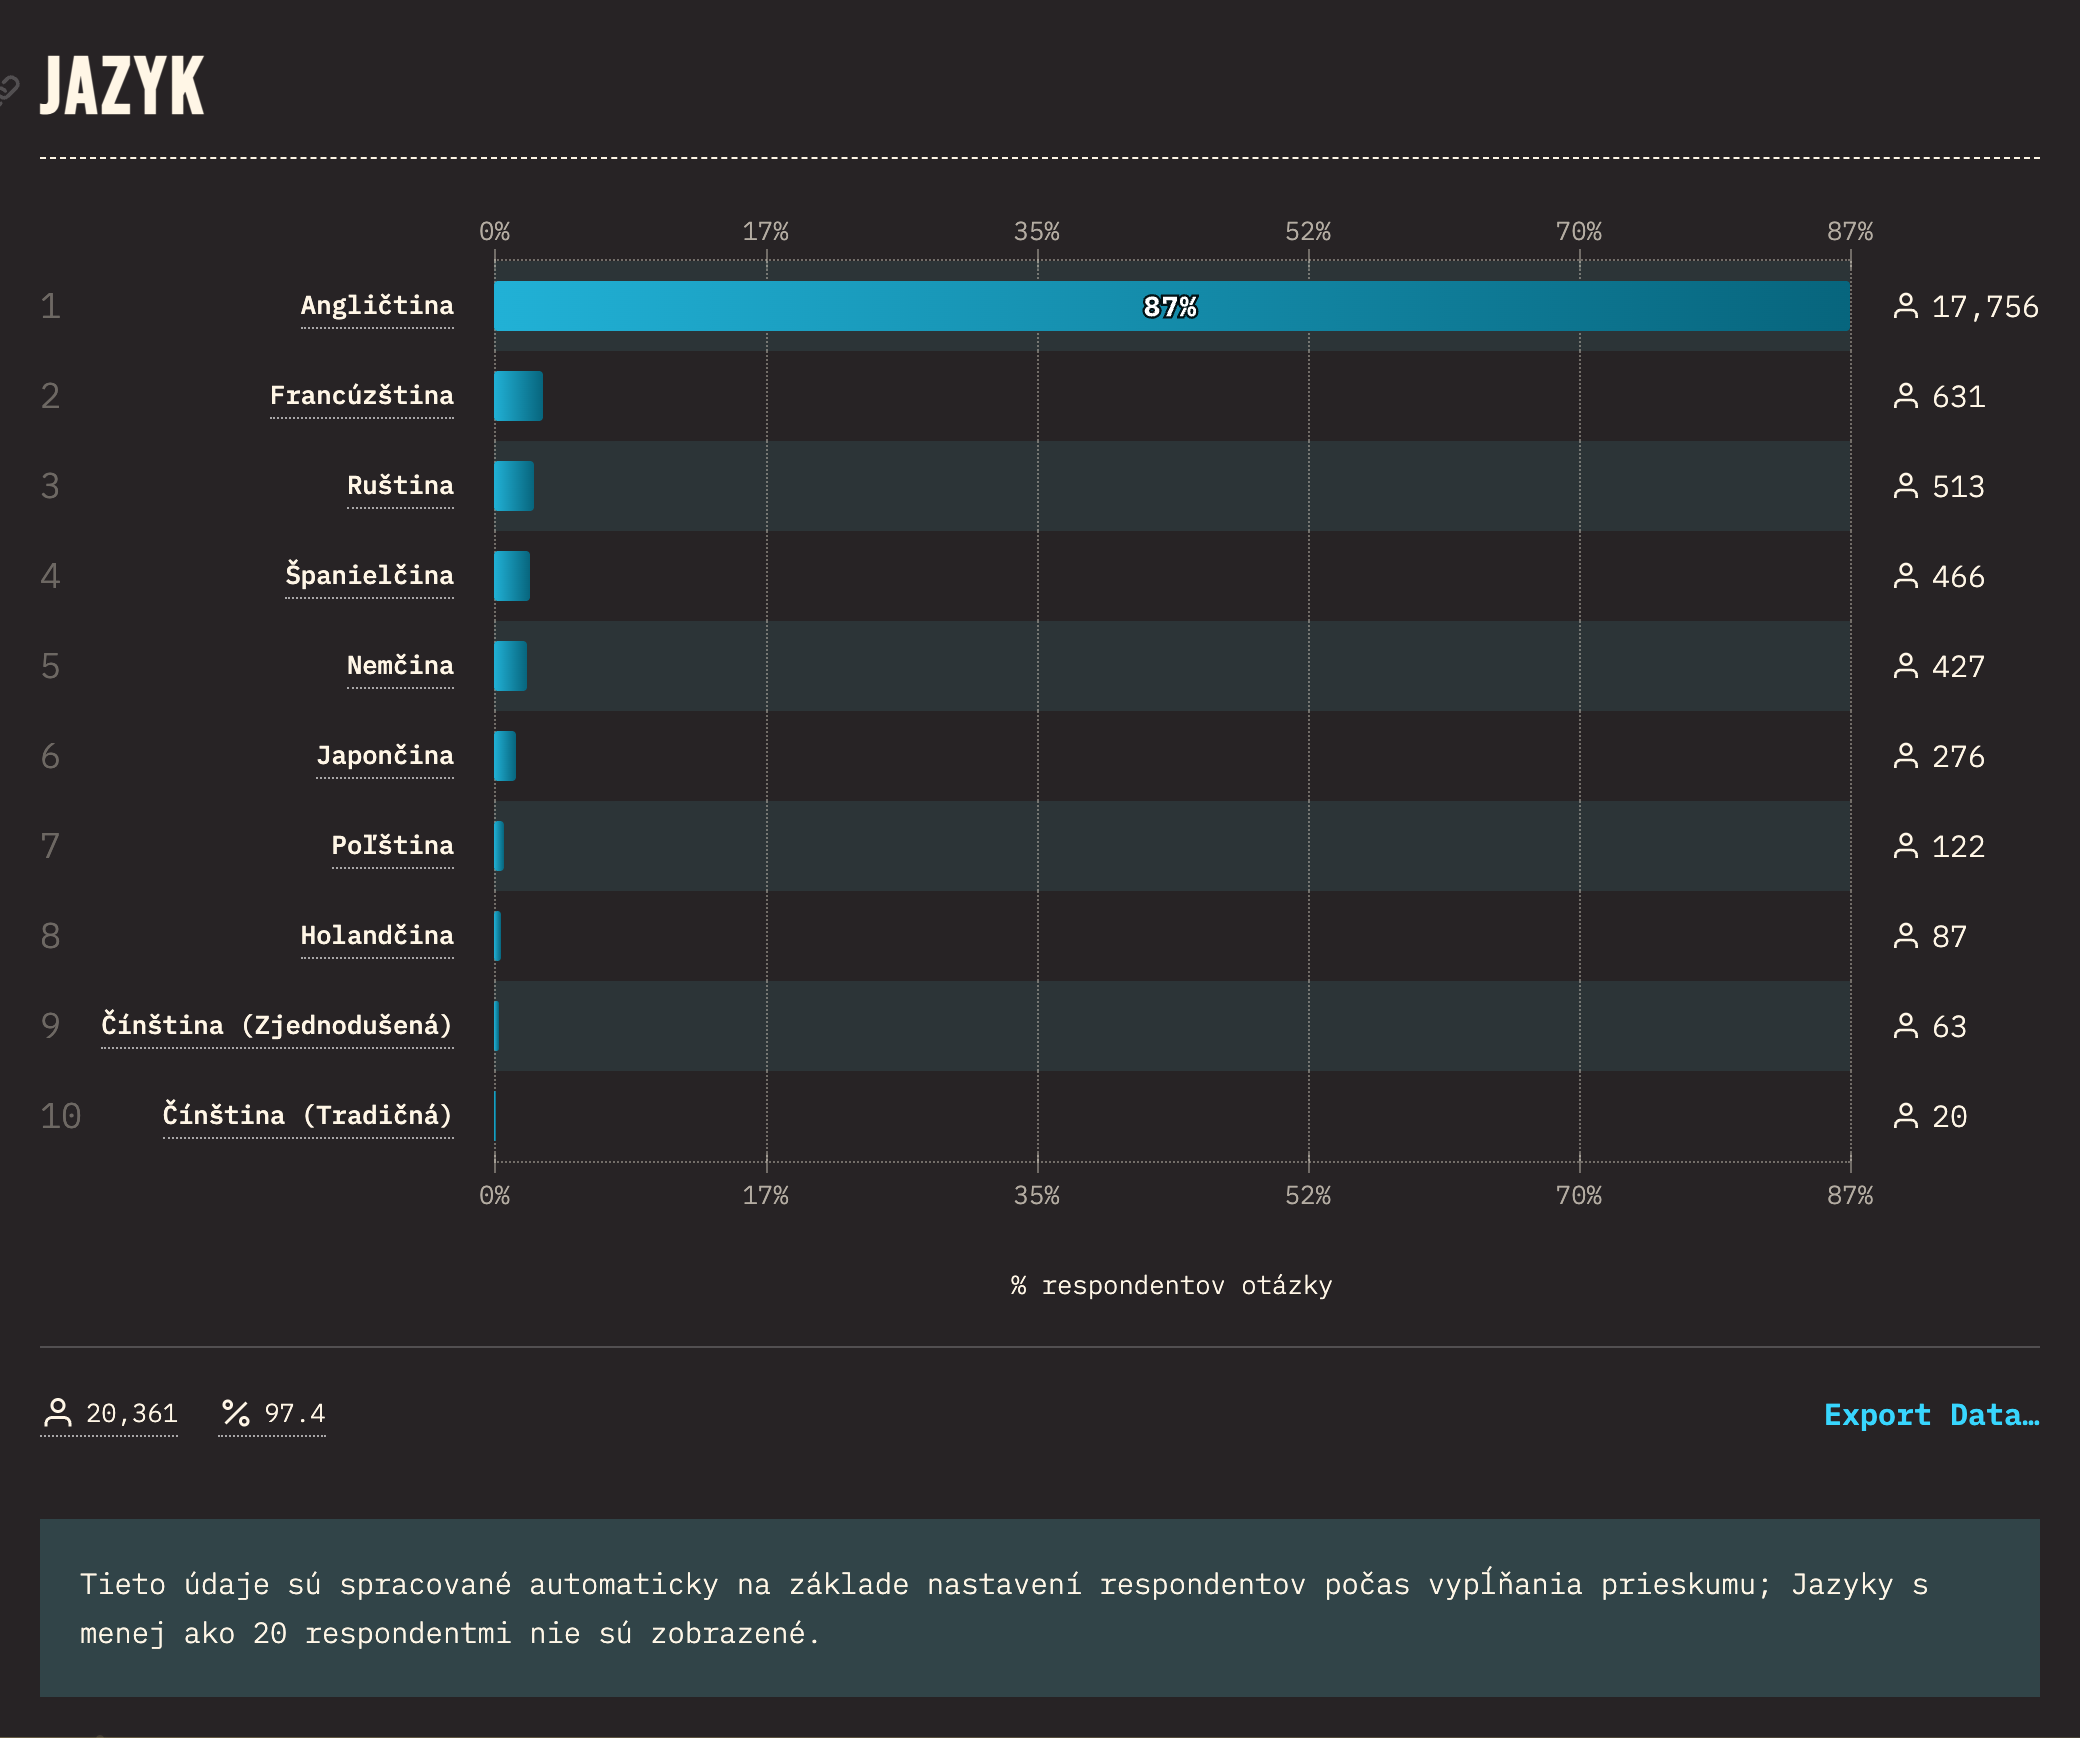 JAZYK
0% 17% 35% 52% 70% 87%
1 Angličtina 87% 17,756
2 Francúzština 631
3 Ruština 513
4 Španielčina 466
5 Nemčina 427
6 Japončina 276
7 Poľština 122
8 Holandčina 87
9 Čínština (Zjednodušená) 63
10 Čínština (Tradičná) 20
0% 17% 35% 52% 70% 87%
% respondentov otázky
20,361 % 97.4 Export Data…
Tieto údaje sú spracované automaticky na základe nastavení respondentov počas vypĺňania prieskumu; Jazyky s
menej ako 20 respondentmi nie sú zobrazené.